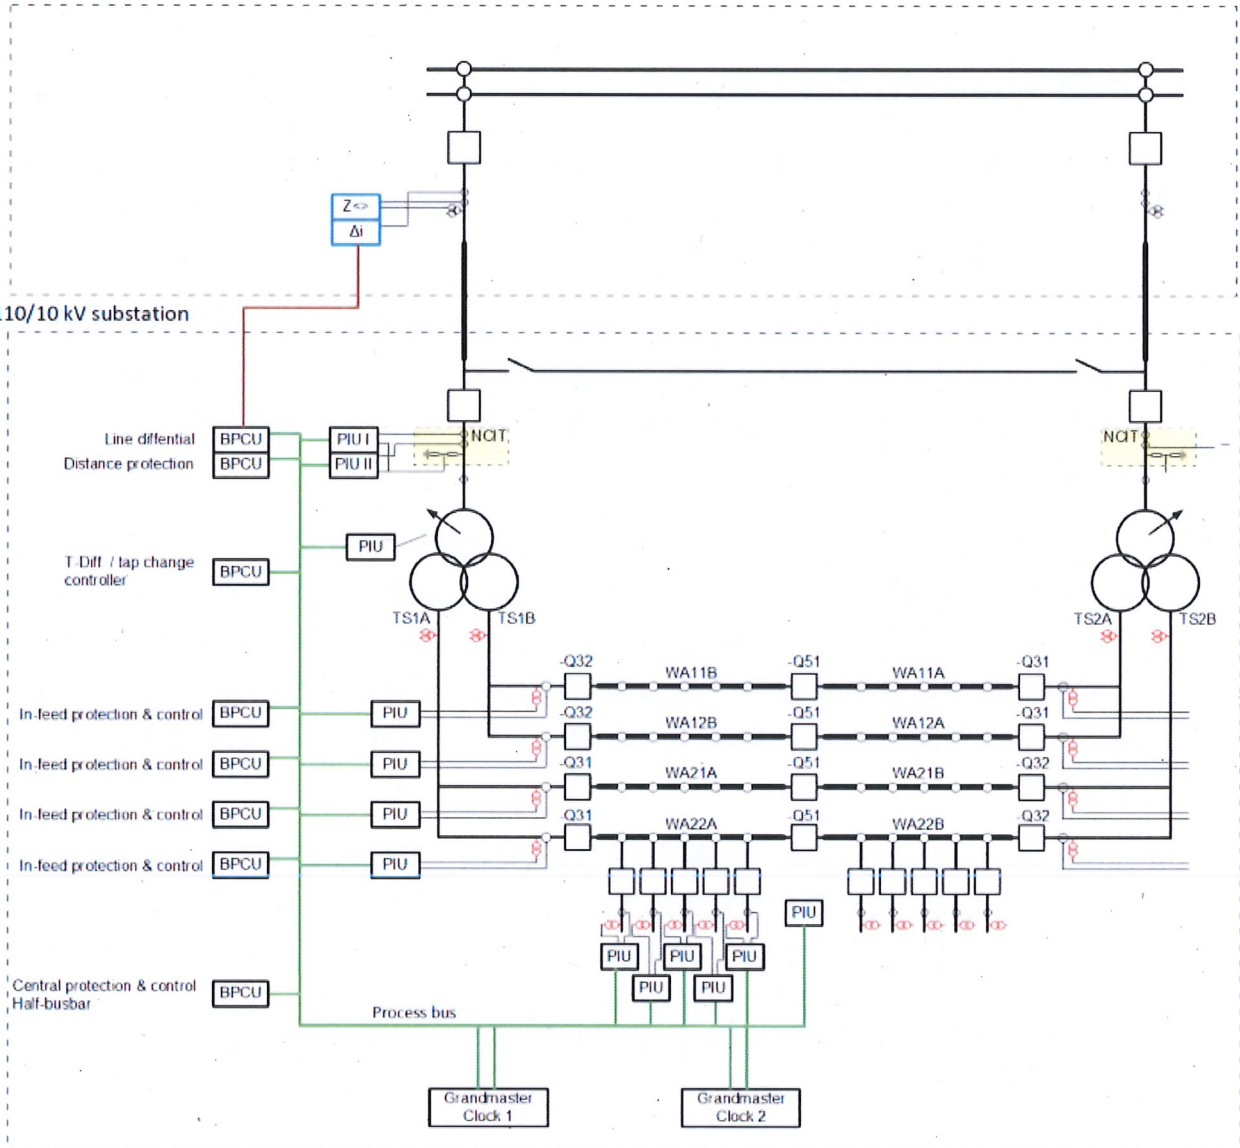 Z<>
Δi
110/10 kV substation
Line diffential
BPCU
PIU I
NCIT
NCIT
Distance protection
BPCU
PIU II
T-Diff / tap change
controller
BPCU
PIU
TS1A
TS1B
TS2A
TS2B
-Q32
WA11B
-Q51
WA11A
-Q31
In-feed protection & control
BPCU
PIU
-Q32
WA12B
-Q51
WA12A
-Q31
In-feed protection & control
BPCU
PIU
-Q31
WA21A
-Q51
WA21B
-Q32
In-feed protection & control
BPCU
PIU
-Q31
WA22A
-Q51
WA22B
-Q32
In-feed protection & control
BPCU
PIU
PIU
PIU
PIU
PIU
PIU
PIU
Central protection & control
Half-busbar
BPCU
Process bus
Grandmaster
Clock 1
Grandmaster
Clock 2